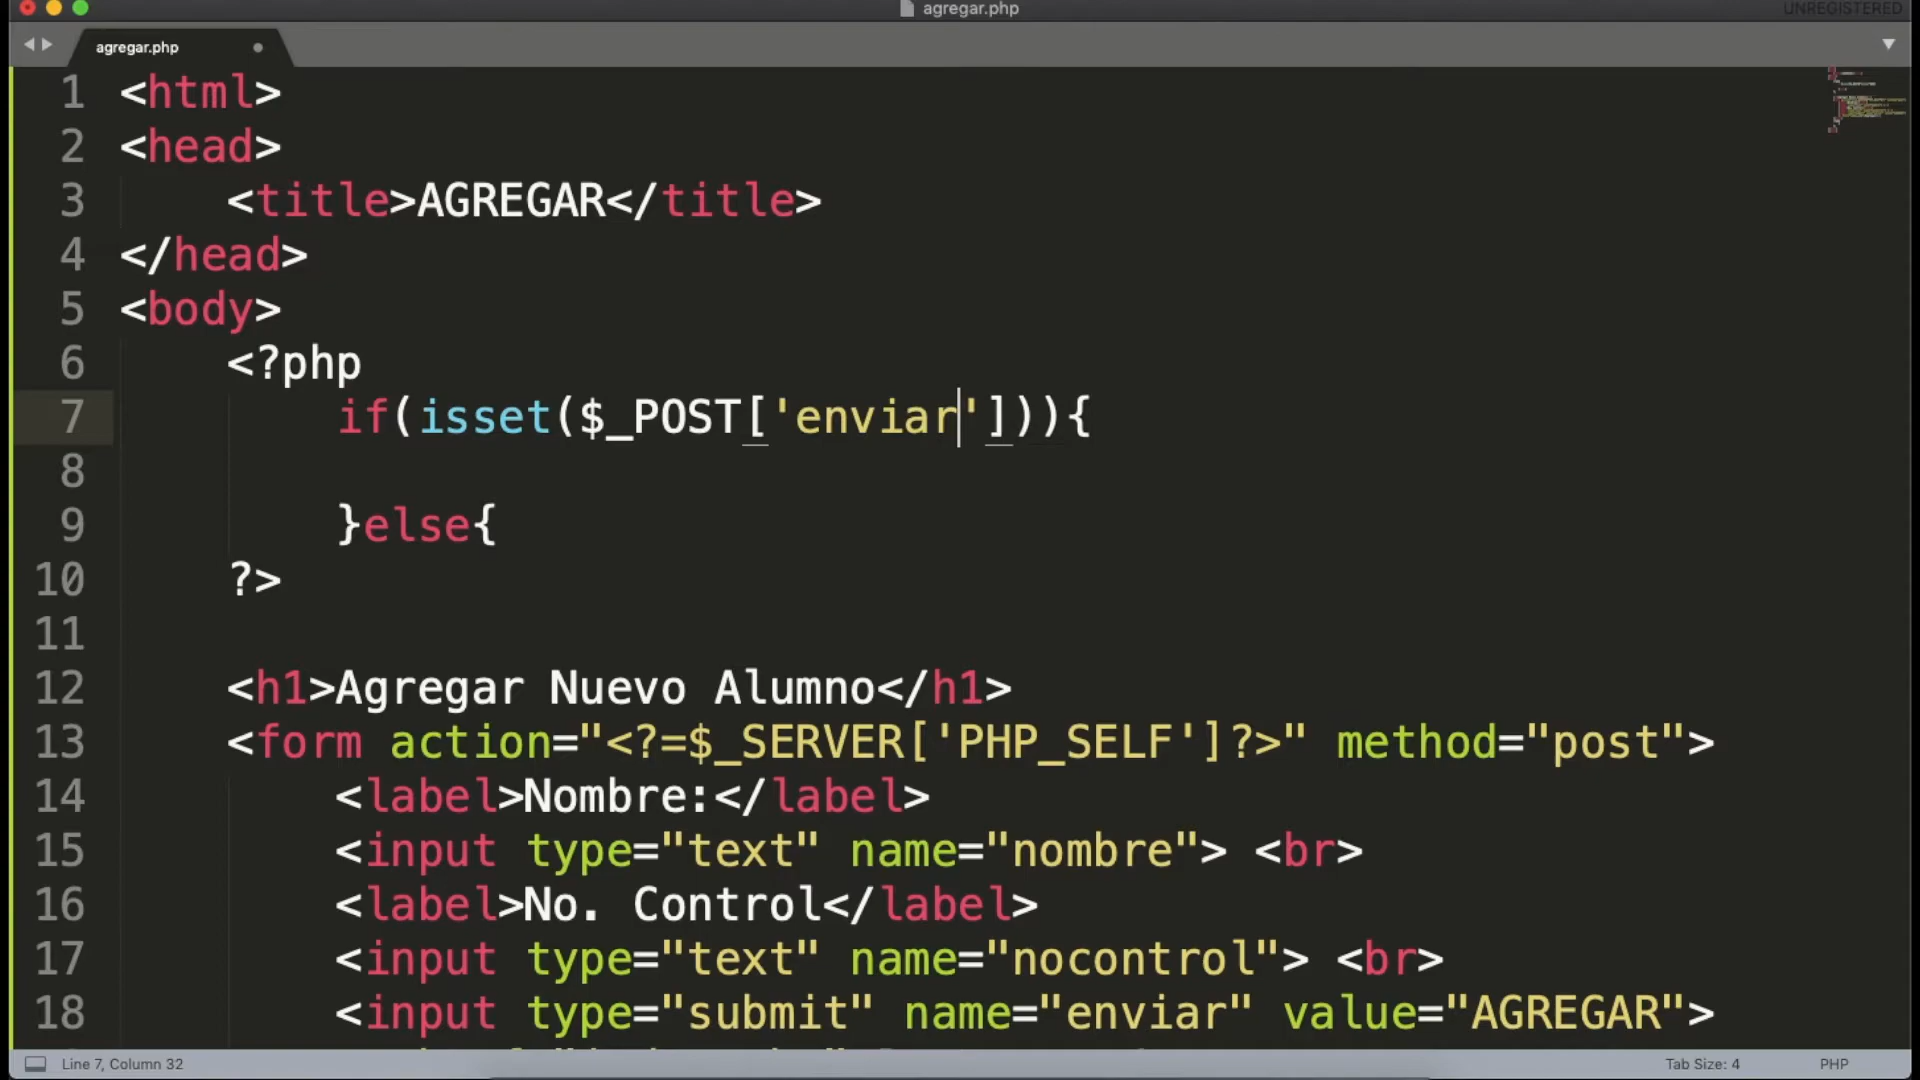 agregar.php
UNREGISTERED
agregar.php
1 <html>
2 <head>
3 <title>AGREGAR</title>
4 </head>
5 <body>
6 <?php
7 if(isset($_POST['enviar'])){
8
9 }else{
10 ?>
11
12 <h1>Agregar Nuevo Alumno</h1>
13 <form action="<?=$_SERVER['PHP_SELF']?>" method="post">
14 <label>Nombre:</label>
15 <input type="text" name="nombre"> <br>
16 <label>No. Control</label>
17 <input type="text" name="nocontrol"> <br>
18 <input type="submit" name="enviar" value="AGREGAR">
Line 7, Column 32
Tab Size: 4
PHP